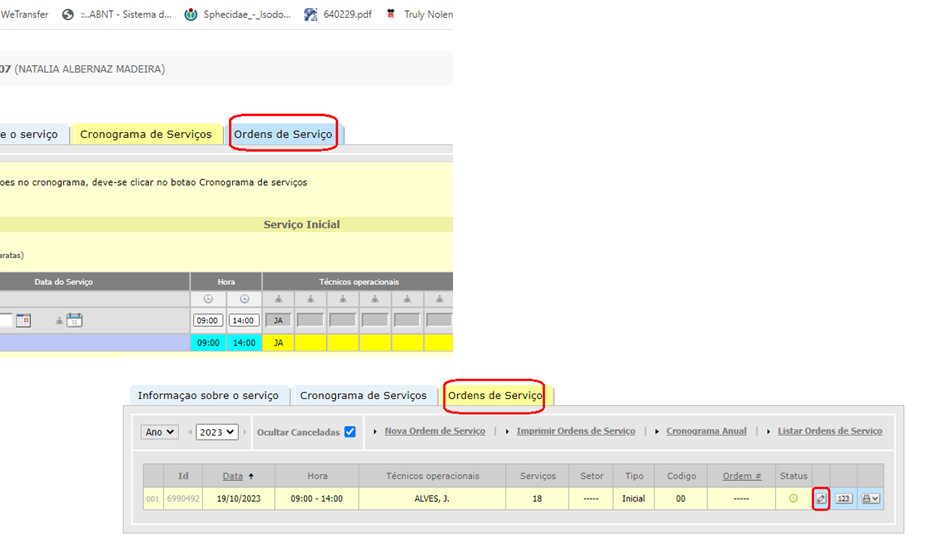 WeTransfer ::..ABNT - Sistema d... Sphecidae_-_Isodo... 640229.pdf Truly Nolen
07 (NATALIA ALBERNAZ MADEIRA)
e o serviço Cronograma de Serviços Ordens de Serviço
oes no cronograma, deve-se clicar no botao Cronograma de serviços
Serviço Inicial
aratas)
Data do Serviço Hora Técnicos operacionais
09:00 14:00 JA
09:00 14:00 JA
Informaçao sobre o serviço Cronograma de Serviços Ordens de Serviço
Ano 2023 Ocultar Canceladas Nova Ordem de Serviço | Imprimir Ordens de Serviço | Cronograma Anual | Listar Ordens de Serviço
Id Data Hora Técnicos operacionais Serviços Setor Tipo Codigo Ordem # Status
001 6990492 19/10/2023 09:00 - 14:00 ALVES, J. 18 ----- Inicial 00 ----- 123